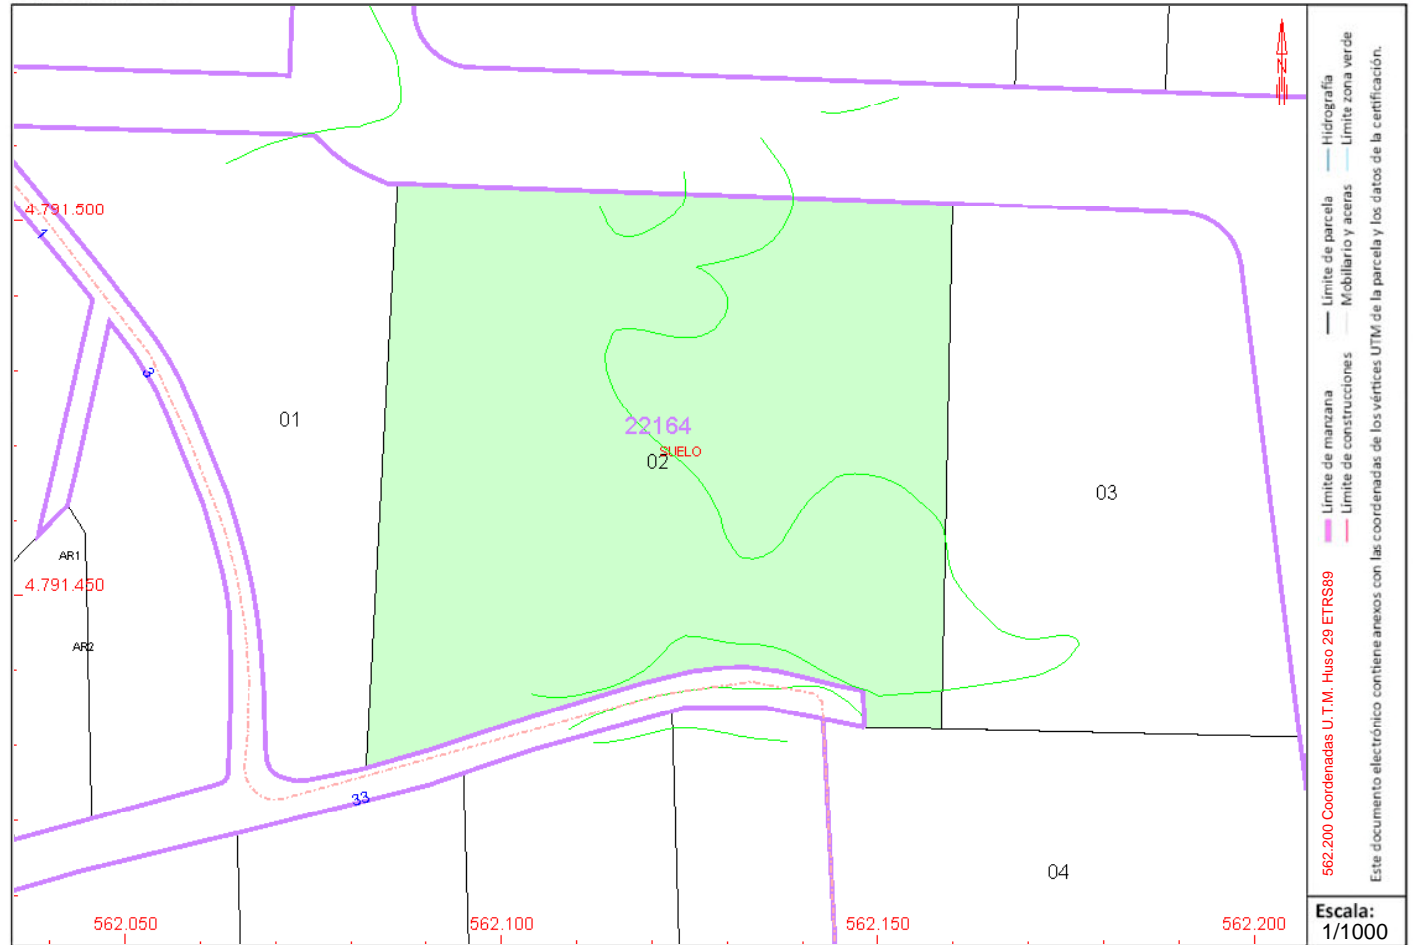 4.791.500
1
3
01
22164
SUELO
02
03
AR1
4.791.450
AR2
33
04
562.050
562.100
562.150
562.200
N
Límite de manzana
Límite de parcela
Hidrografía
Límite de construcciones
Mobiliario y aceras
Límite zona verde
562.200 Coordenadas U.T.M. Huso 29 ETRS89
Este documento electrónico contiene anexos con las coordenadas de los vértices UTM de la parcela y los datos de la certificación.
Escala:
1/1000